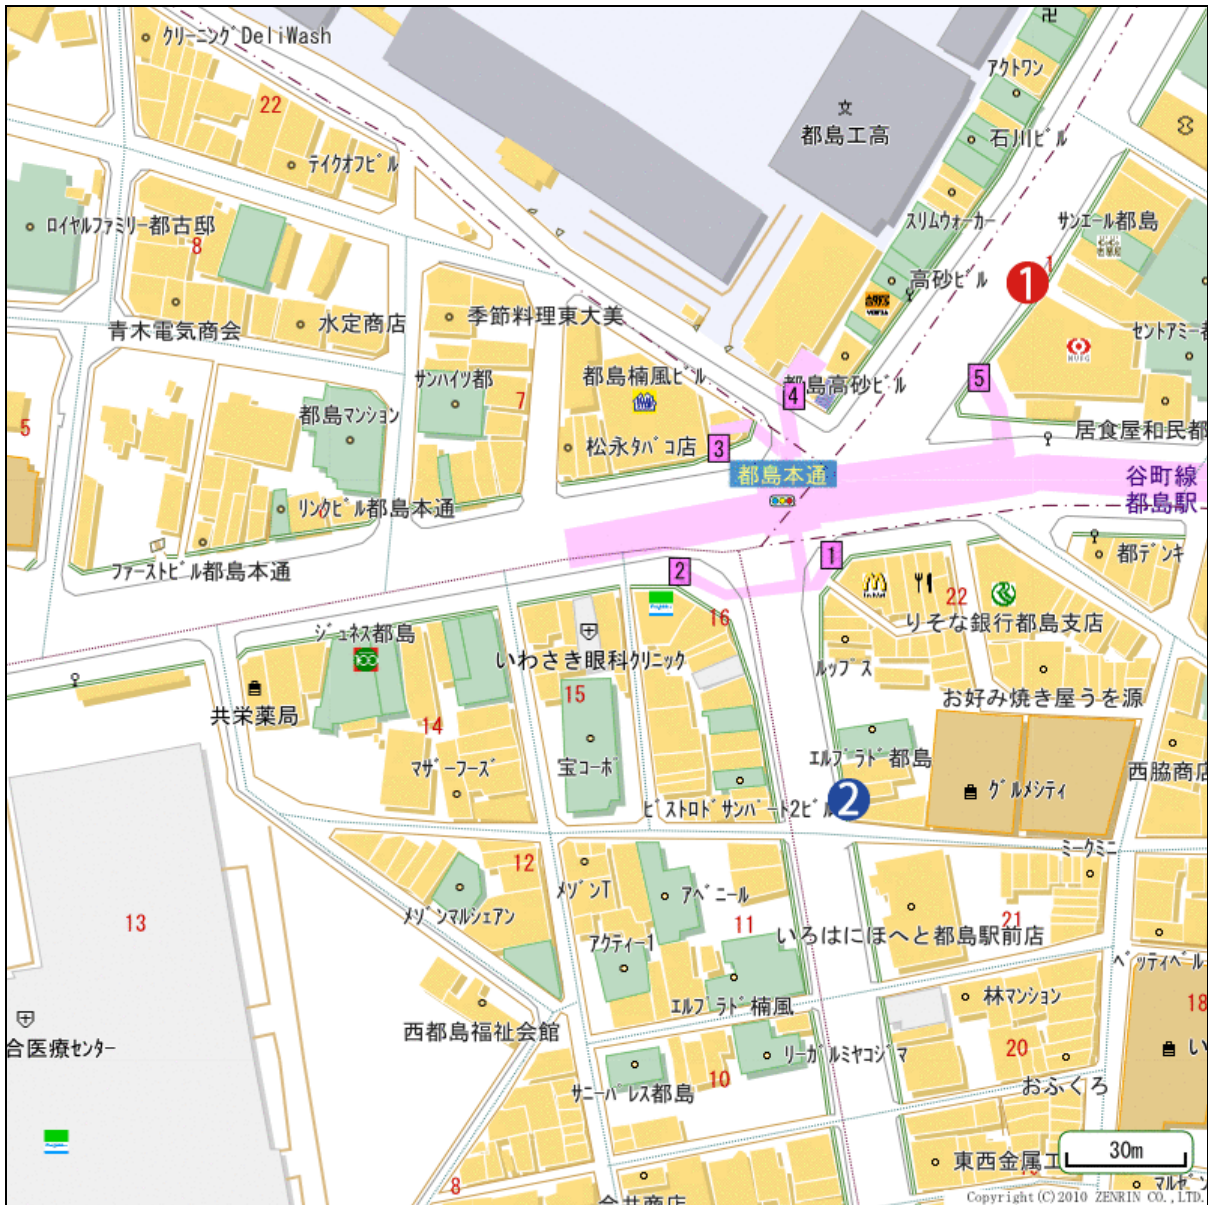 卍
クリーニングDeliWash
アクトワン
22
文
都島工高
石川ビル
テイクオフビル
ロイヤルファミリー都古邸
8
スリムウォーカー
サンエール都島
1
1
高砂ビル
青木電気商会
水定商店
季節料理東大美
セントアミー
MUFG
都島楠風ビル
サンハイツ都
都島高砂ビル
5
4
7
都島マンション
5
松永タバコ店
3
居食屋和民都
都島本通
谷町線
都島駅
リンクビル都島本通
ファーストビル都島本通
2
1
都デンキ
22
16
りそな銀行都島支店
ジュネス都島
いわさき眼科クリニック
ルップス
15
お好み焼き屋うを源
共栄薬局
14
マザーフーズ
宝コーポ
エルブラド都島
西脇商店
グルメシティ
2
ビストロドサンバード2ビル
ミークミニ
12
メゾンT
メゾンマルシェアン
アベニール
13
11
21
アクティー1
いろはにほへと都島駅前店
ベッティベル
西都島福祉会館
エルブラド楠風
林マンション
18
合医療センター
20
リーガルミヤコジマ
い
サニーパレス都島
10
おふくろ
東西金属工
30m
8
今井商店
マルゼン
Copyright(C)2010 ZENRIN CO.,LTD.